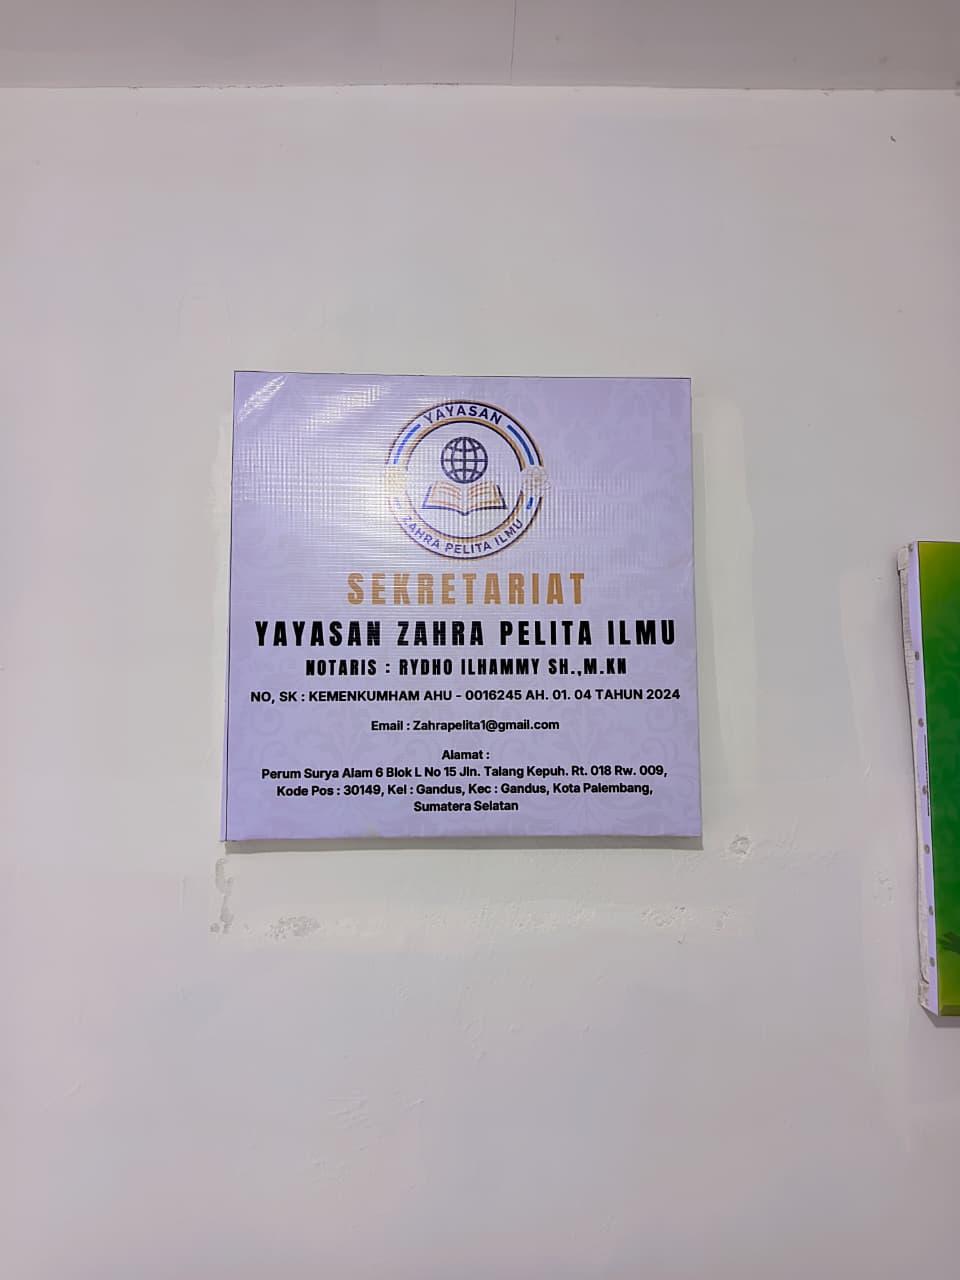 YAYASAN
ZAHRA PELITA ILMU
SEKRETARIAT
YAYASAN ZAHRA PELITA ILMU
NOTARIS : RYDHO ILHAMMY SH.,M.KN
NO, SK : KEMENKUMHAM AHU - 0016245 AH. 01. 04 TAHUN 2024
Email : Zahrapelita1@gmail.com
Alamat :
Perum Surya Alam 6 Blok L No 15 Jln. Talang Kepuh. Rt. 018 Rw. 009,
Kode Pos : 30149, Kel : Gandus, Kec : Gandus, Kota Palembang,
Sumatera Selatan